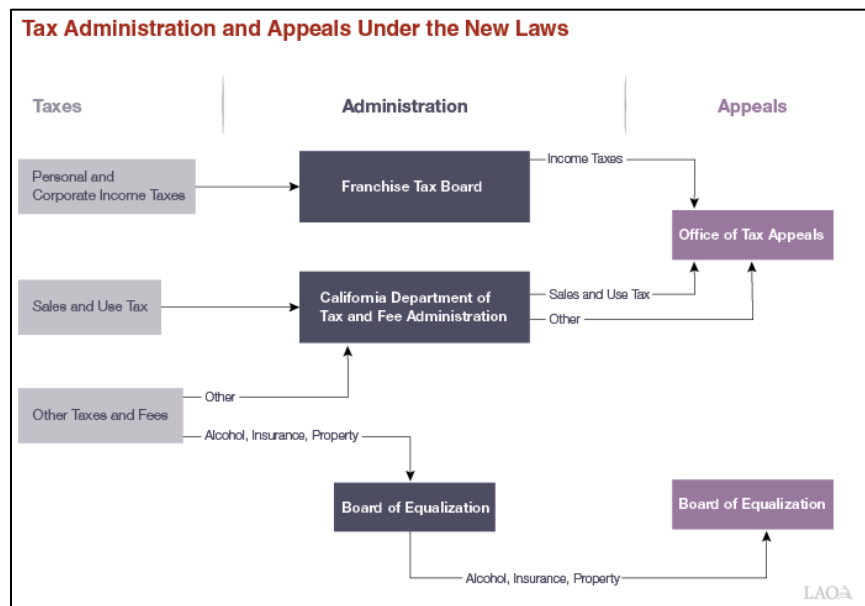 Tax Administration and Appeals Under the New Laws
Taxes
Administration
Appeals
Personal and
Corporate Income Taxes
Franchise Tax Board
Income Taxes
Office of Tax Appeals
Sales and Use Tax
California Department of
Tax and Fee Administration
Sales and Use Tax
Other
Other Taxes and Fees
Other
Alcohol, Insurance, Property
Board of Equalization
Board of Equalization
Alcohol, Insurance, Property
LAO